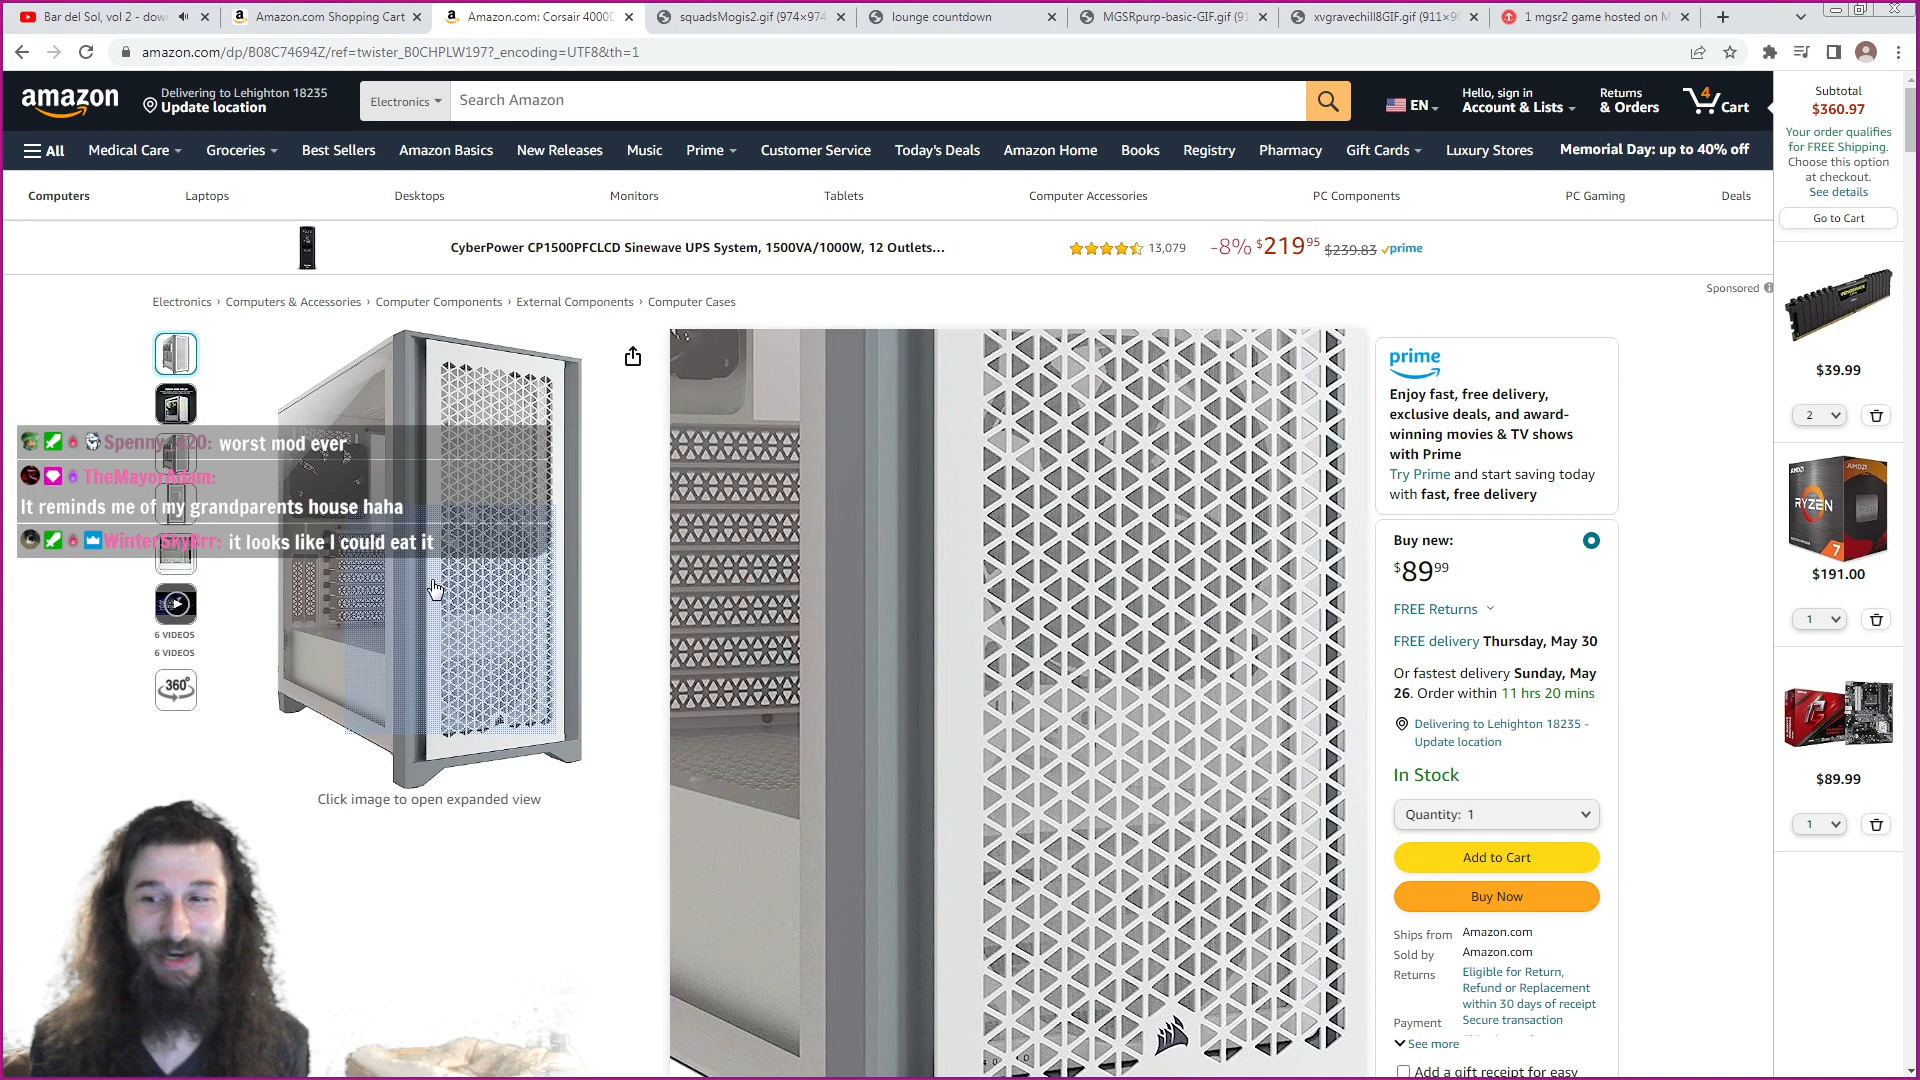 Bar del Sol, vol 2 - dow
Amazon.com Shopping Cart
Amazon.com: Corsair 4000D
squadsMogis2.gif (974×974
lounge countdown
MGSRpurp-basic-GIF.gif (91
xvgravechill8GIF.gif (911×90
1 mgsr2 game hosted on M
amazon.com/dp/B08C74694Z/ref=twister_B0CHPLW197?_encoding=UTF8&th=1
amazon
Delivering to Lehighton 18235
Update location
Electronics
Search Amazon
EN
Hello, sign in
Account & Lists
Returns
& Orders
4
Cart
All
Medical Care
Groceries
Best Sellers
Amazon Basics
New Releases
Music
Prime
Customer Service
Today's Deals
Amazon Home
Books
Registry
Pharmacy
Gift Cards
Luxury Stores
Memorial Day: up to 40% off
Computers
Laptops
Desktops
Monitors
Tablets
Computer Accessories
PC Components
PC Gaming
Deals
CyberPower CP1500PFCLCD Sinewave UPS System, 1500VA/1000W, 12 Outlets...
13,079
-8% $219.95 $239.83 prime
Sponsored
Electronics › Computers & Accessories › Computer Components › External Components › Computer Cases
Spenny_420: worst mod ever
TheMayorAdam:
It reminds me of my grandparents house haha
WinterSkyBrr: it looks like I could eat it
6 VIDEOS
6 VIDEOS
360°
Click image to open expanded view
prime
Enjoy fast, free delivery,
exclusive deals, and award-
winning movies & TV shows
with Prime
Try Prime and start saving today
with fast, free delivery
Buy new:
$89.99
FREE Returns
FREE delivery Thursday, May 30
Or fastest delivery Sunday, May
26. Order within 11 hrs 20 mins
Delivering to Lehighton 18235 -
Update location
In Stock
Quantity: 1
Add to Cart
Buy Now
Ships from Amazon.com
Sold by Amazon.com
Returns Eligible for Return,
Refund or Replacement
within 30 days of receipt
Payment Secure transaction
See more
Add a gift receipt for easy
Subtotal
$360.97
Your order qualifies
for FREE Shipping.
Choose this option
at checkout.
See details
Go to Cart
$39.99
2
AMD
RYZEN
7
$191.00
1
$89.99
1